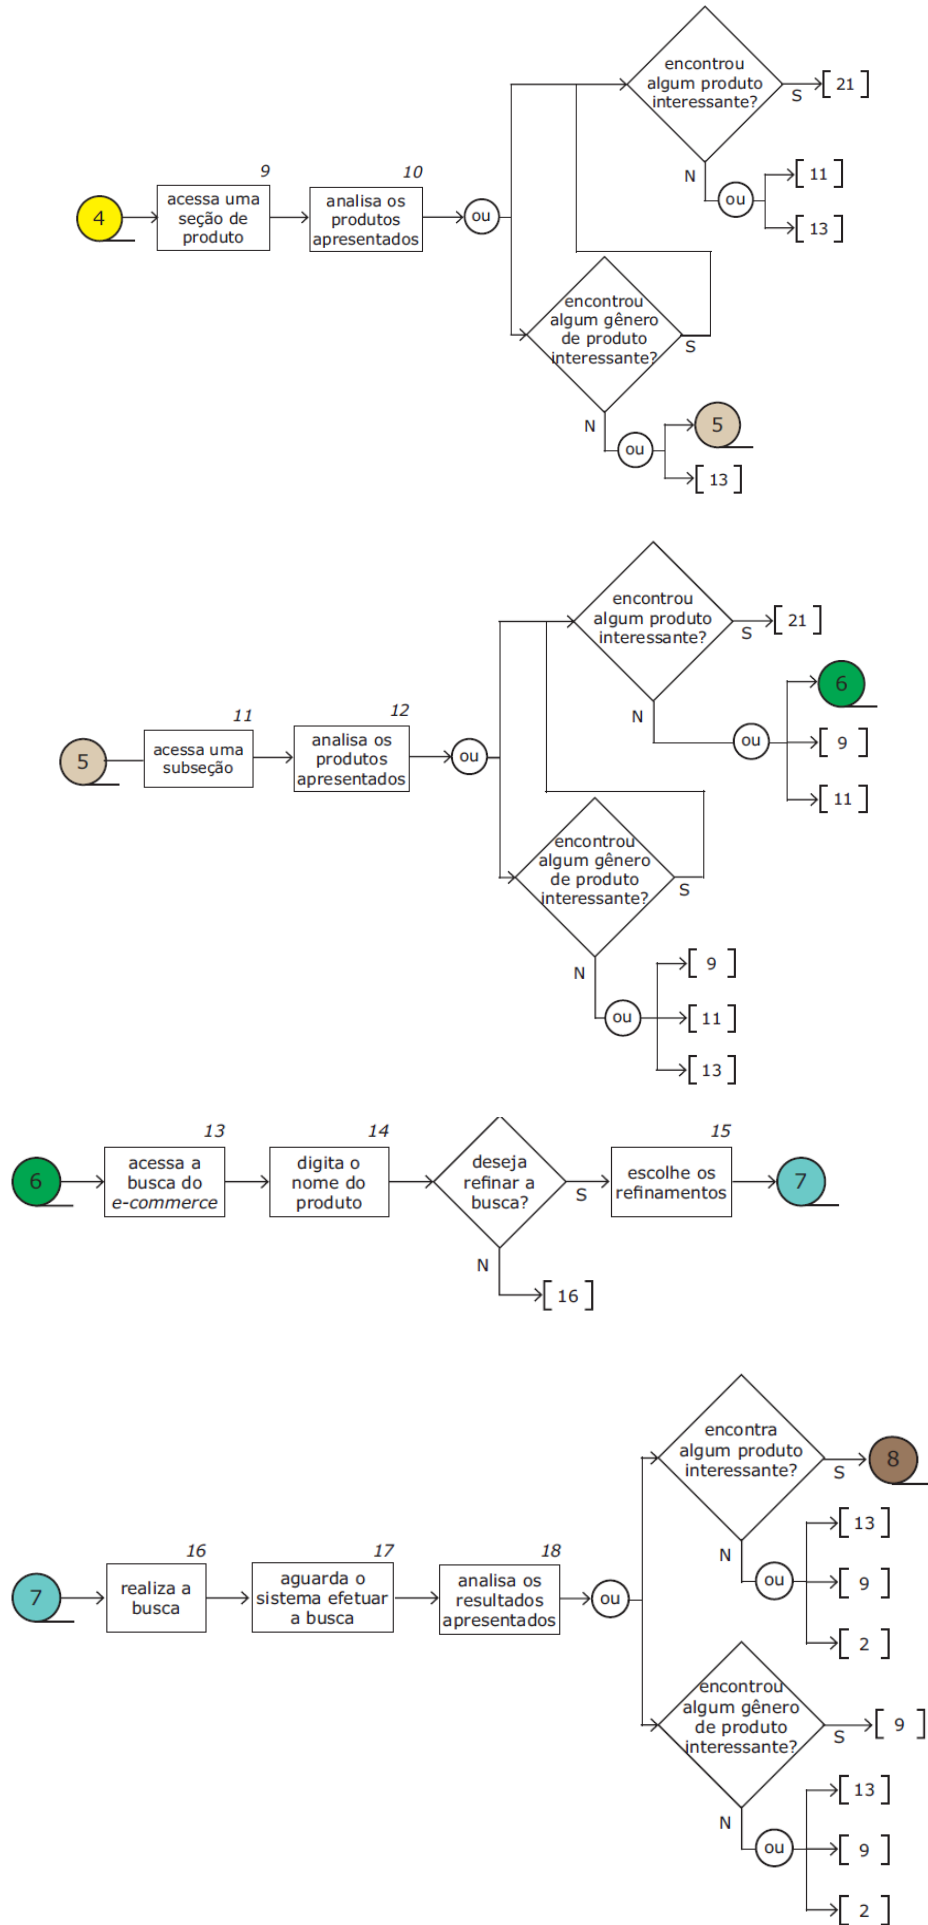 encontrou
algum produto
interessante?
S
[ 21 ]
N
ou
[ 11 ]
[ 13 ]
9
10
4
acessa uma
seção de
produto
analisa os
produtos
apresentados
ou
encontrou
algum gênero
de produto
interessante?
S
N
ou
5
[ 13 ]
encontrou
algum produto
interessante?
S
[ 21 ]
N
ou
6
[ 9 ]
[ 11 ]
11
12
5
acessa uma
subseção
analisa os
produtos
apresentados
ou
encontrou
algum gênero
de produto
interessante?
S
N
ou
[ 9 ]
[ 11 ]
[ 13 ]
13
14
15
6
acessa a
busca do
e-commerce
digita o
nome do
produto
deseja
refinar a
busca?
S
escolhe os
refinamentos
7
N
[ 16 ]
encontra
algum produto
interessante?
S
8
N
ou
[ 13 ]
[ 9 ]
[ 2 ]
16
17
18
7
realiza a
busca
aguarda o
sistema efetuar
a busca
analisa os
resultados
apresentados
ou
encontrou
algum gênero
de produto
interessante?
S
[ 9 ]
N
ou
[ 13 ]
[ 9 ]
[ 2 ]